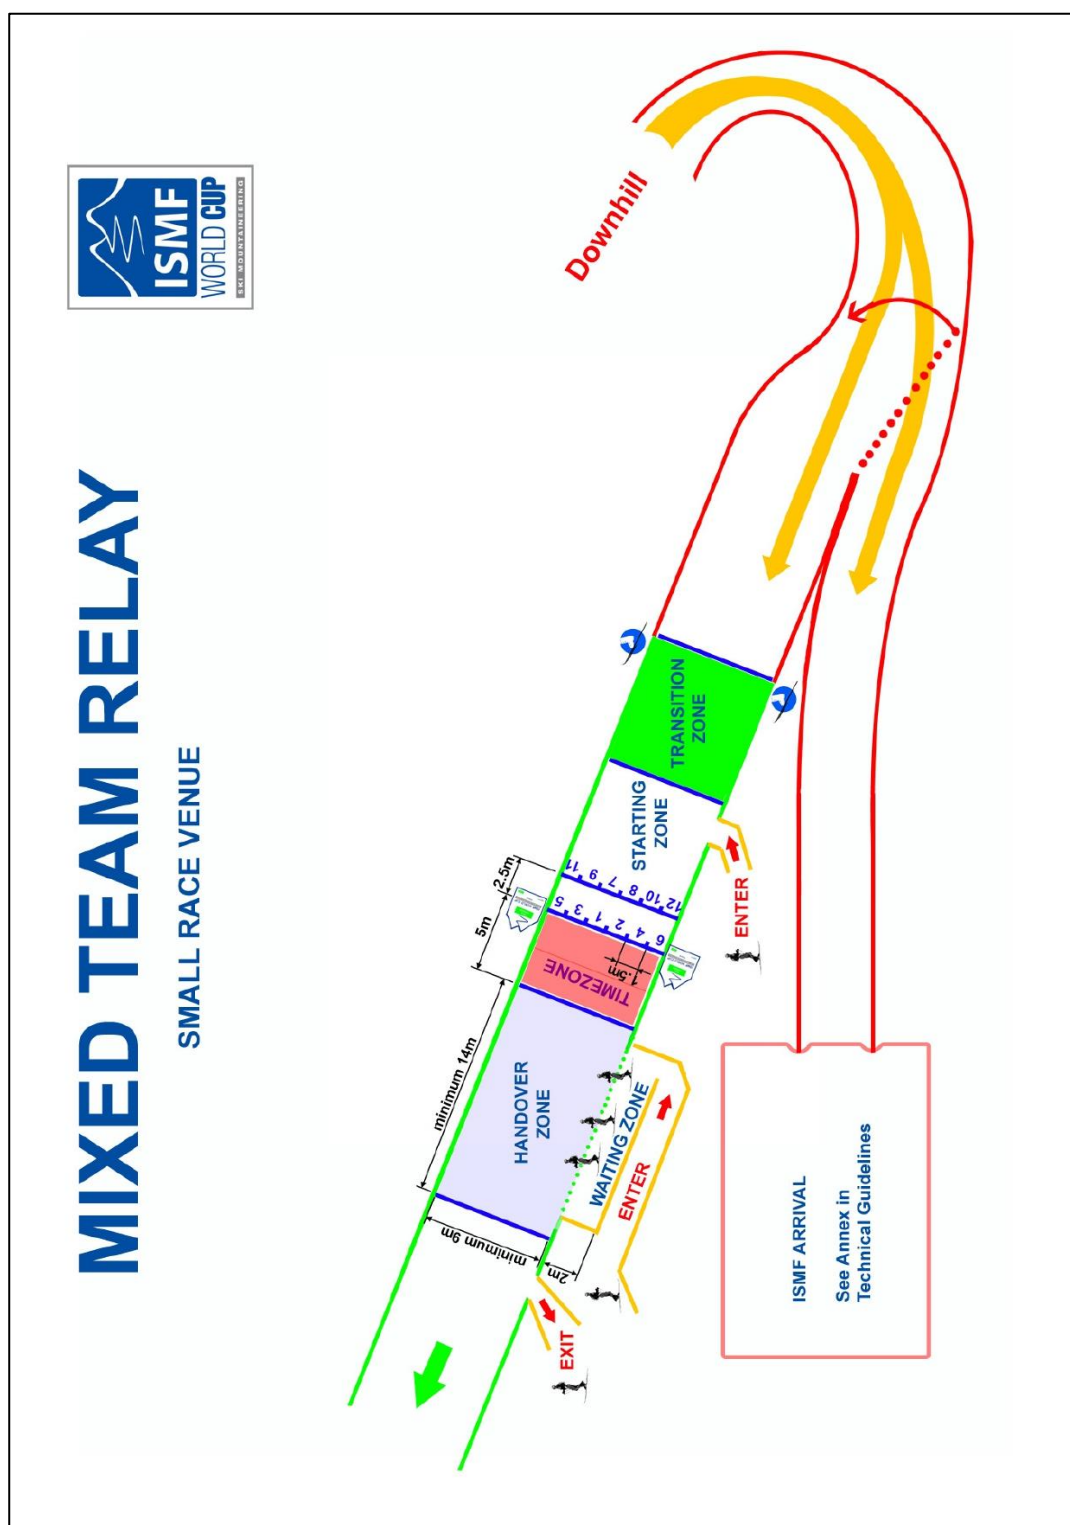 MIXED TEAM RELAY
SMALL RACE VENUE
ISMF
WORLD CUP
SKI MOUNTAINEERING
Downhill
TRANSITION
ZONE
STARTING
ZONE
2.5m
5m
11
9
7
8
10
12
5
3
1
2
4
6
1.5m
TIMEZONE
ENTER
minimum 14m
HANDOVER
ZONE
WAITING ZONE
ENTER
minimum 9m
2m
EXIT
ISMF ARRIVAL
See Annex in
Technical Guidelines